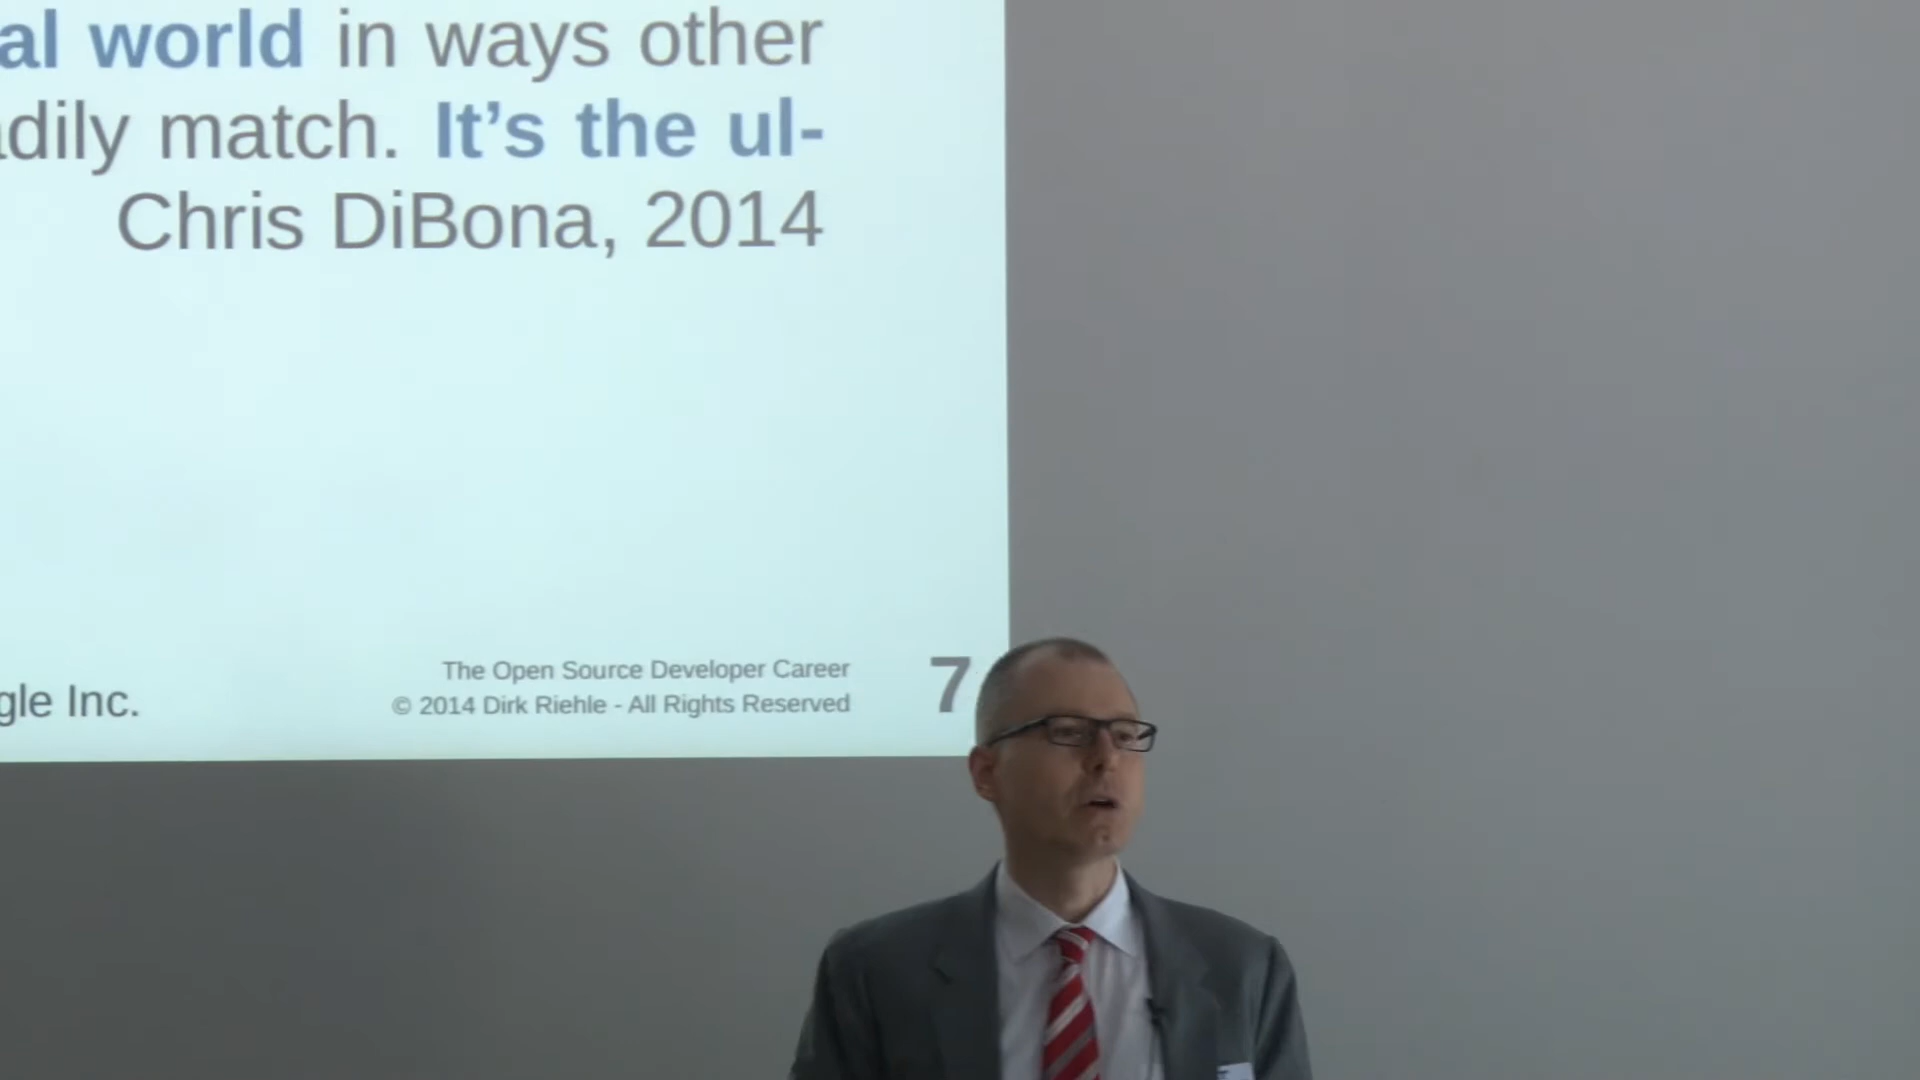 al world in ways other
adily match. It’s the ul-
Chris DiBona, 2014
gle Inc.
The Open Source Developer Career
© 2014 Dirk Riehle - All Rights Reserved
7